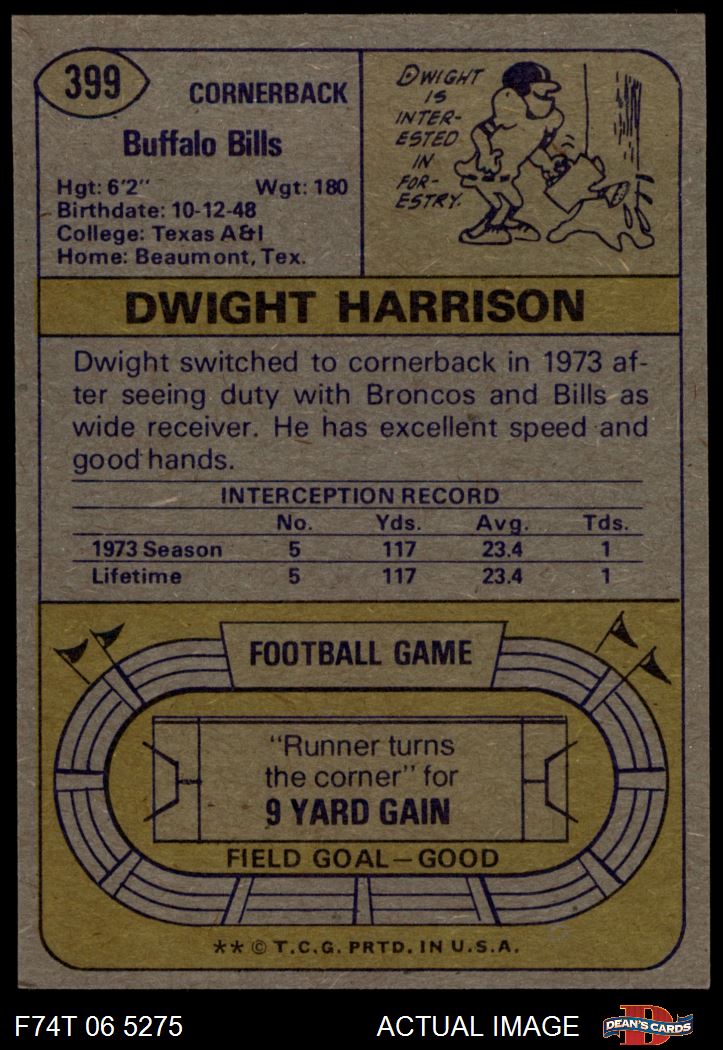 399
CORNERBACK
Buffalo Bills
Hgt: 6'2" Wgt: 180
Birthdate: 10-12-48
College: Texas A&I
Home: Beaumont, Tex.
DWIGHT
IS
INTER-
ESTED
IN
FOR-
ESTRY.
DWIGHT HARRISON
Dwight switched to cornerback in 1973 af-
ter seeing duty with Broncos and Bills as
wide receiver. He has excellent speed and
good hands.
INTERCEPTION RECORD
No. Yds. Avg. Tds.
1973 Season 5 117 23.4 1
Lifetime 5 117 23.4 1
FOOTBALL GAME
"Runner turns
the corner" for
9 YARD GAIN
FIELD GOAL—GOOD
** © T.C.G. PRTD. IN U.S.A.
F74T 06 5275 ACTUAL IMAGE
D
DEAN'S CARDS